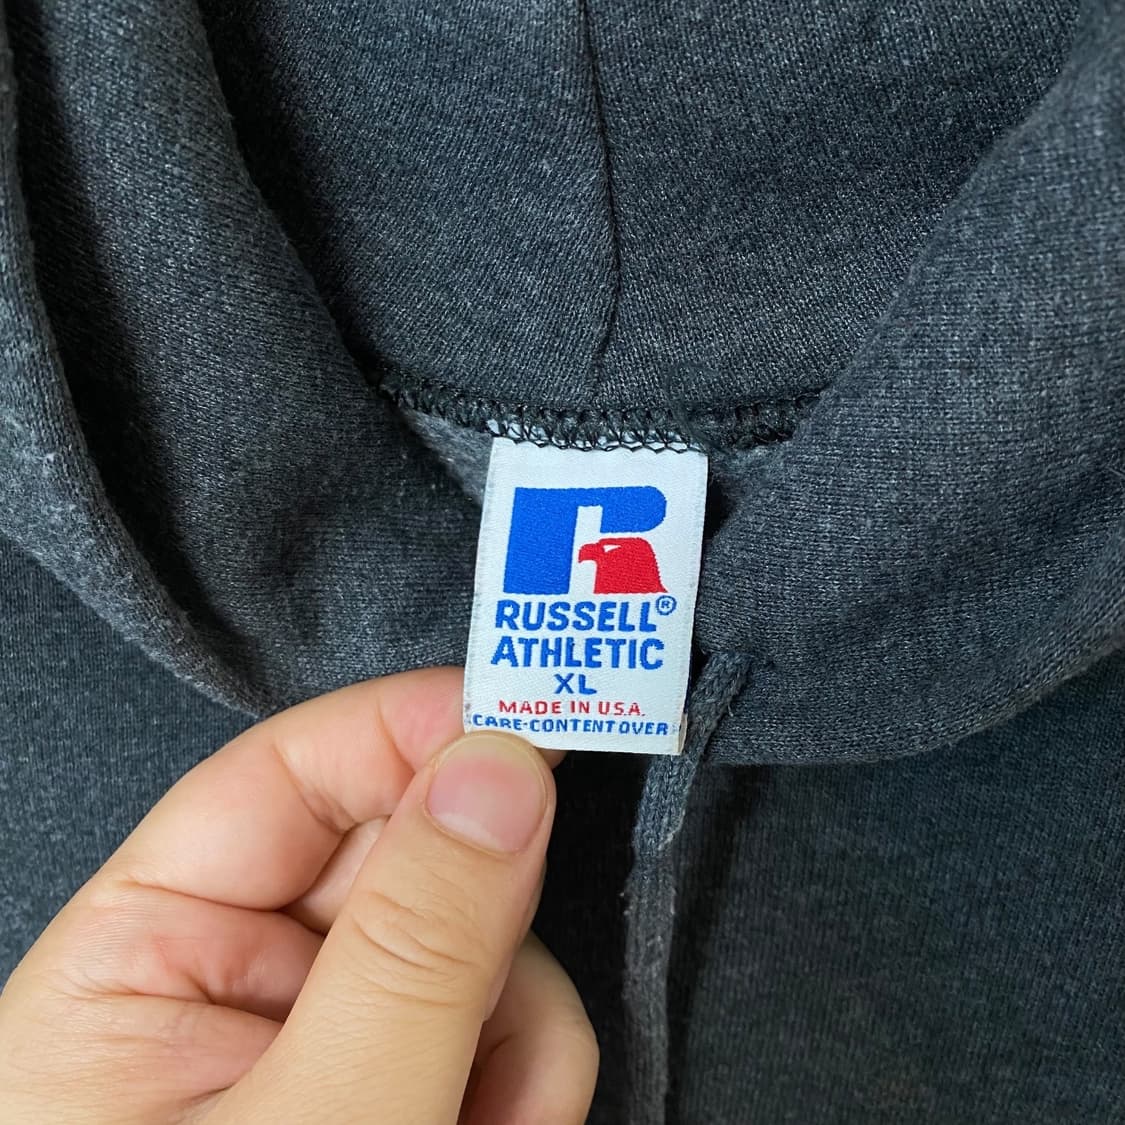 RUSSELL®
ATHLETIC
XL
MADE IN U.S.A.
CARE-CONTENT OVER